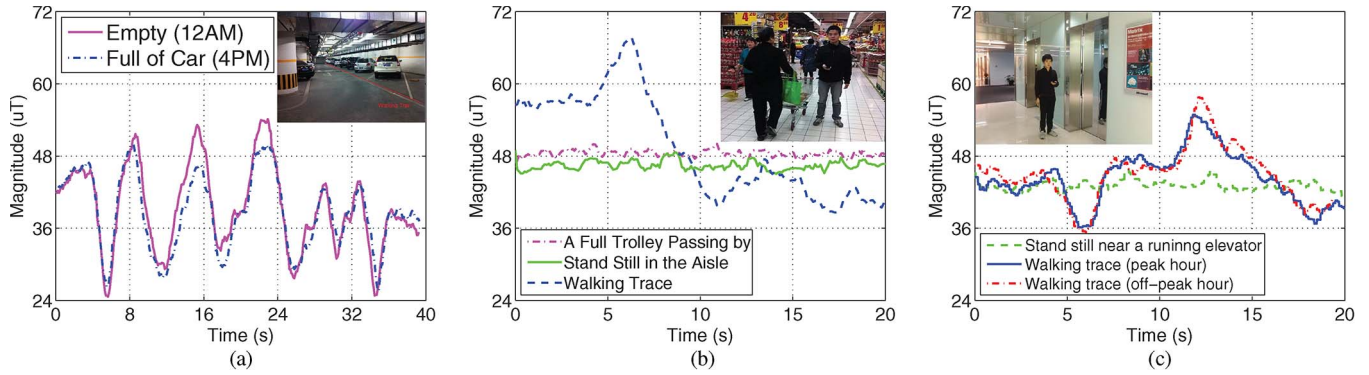 72
60
48
36
24
Magnitude (uT)
Empty (12AM)
Full of Car (4PM)
0 8 16 24 32 40
Time (s)
(a)
72
60
48
36
24
Magnitude (uT)
A Full Trolley Passing by
Stand Still in the Aisle
Walking Trace
0 5 10 15 20
Time (s)
(b)
72
60
48
36
24
Magnitude (uT)
Stand still near a runinng elevator
Walking trace (peak hour)
Walking trace (off-peak hour)
0 5 10 15 20
Time (s)
(c)